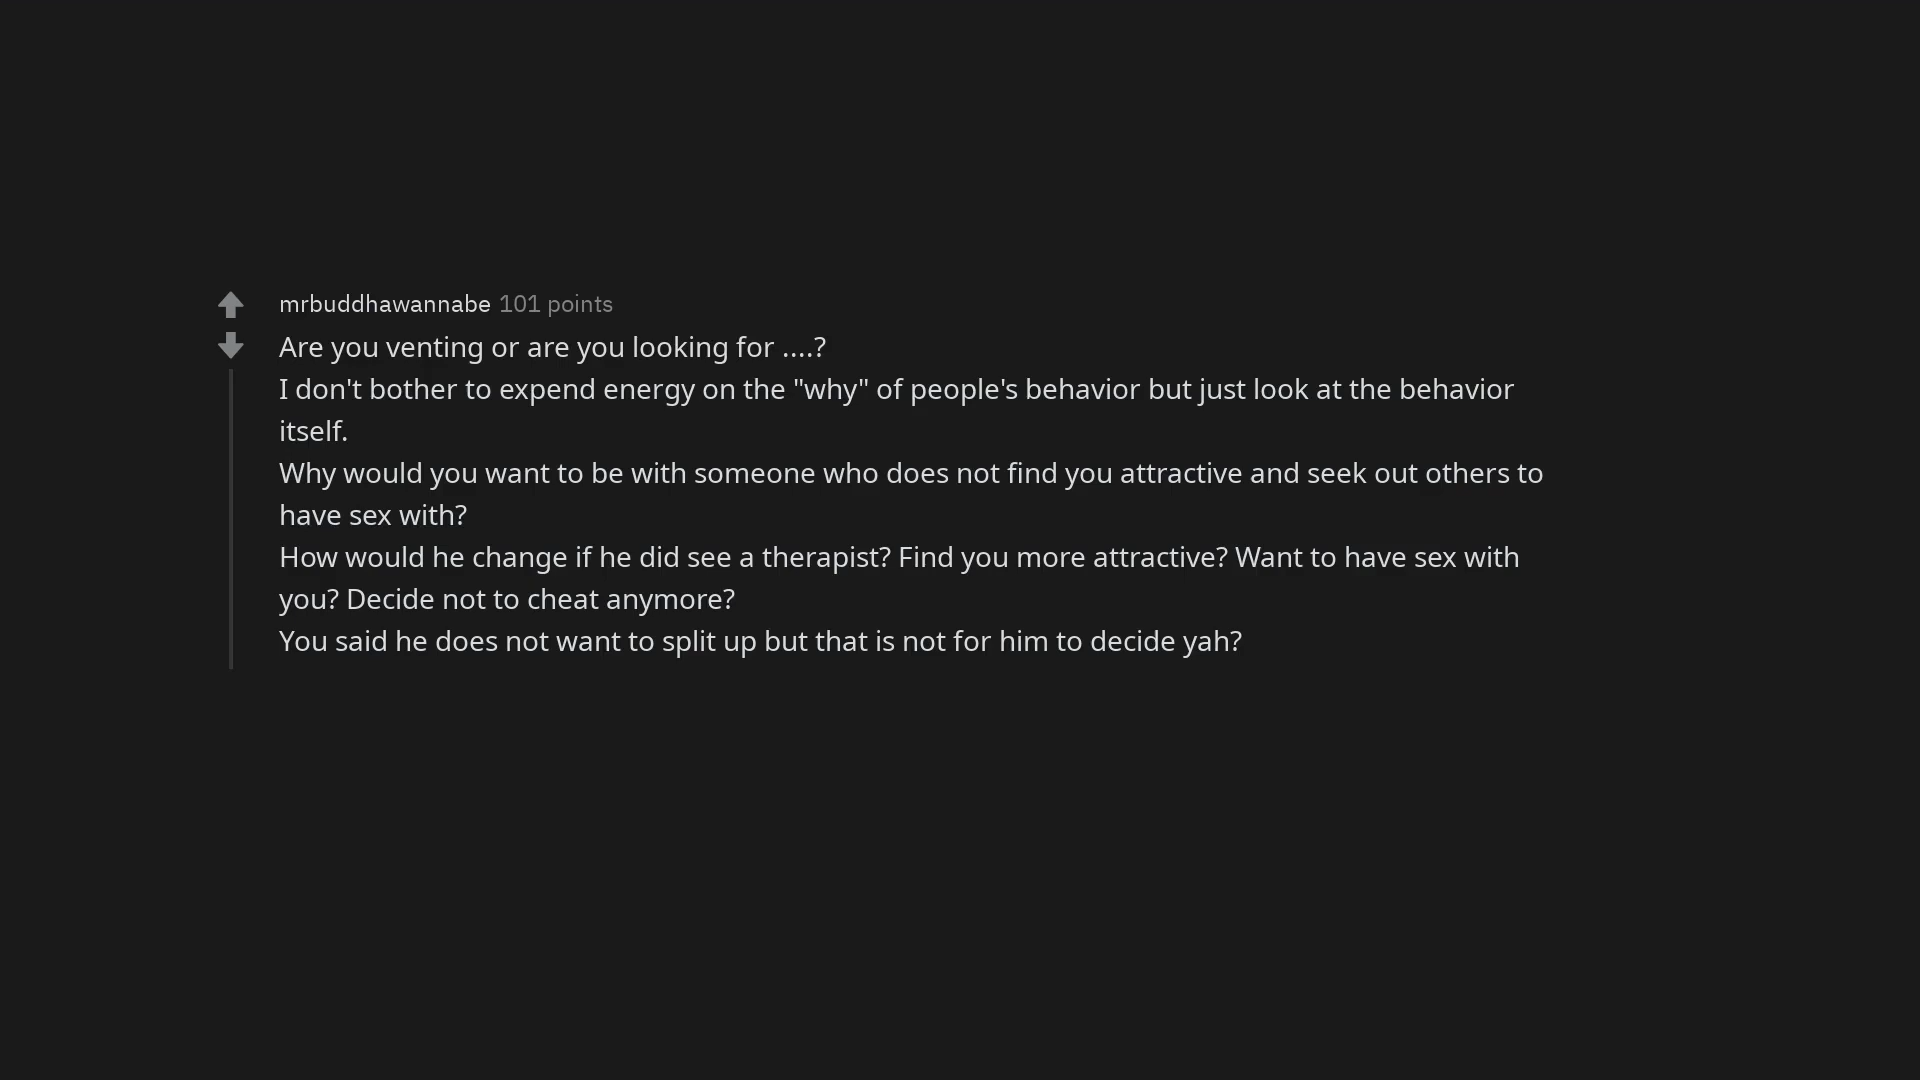 mrbuddhawannabe 101 points
Are you venting or are you looking for ....?
I don't bother to expend energy on the "why" of people's behavior but just look at the behavior
itself.
Why would you want to be with someone who does not find you attractive and seek out others to
have sex with?
How would he change if he did see a therapist? Find you more attractive? Want to have sex with
you? Decide not to cheat anymore?
You said he does not want to split up but that is not for him to decide yah?